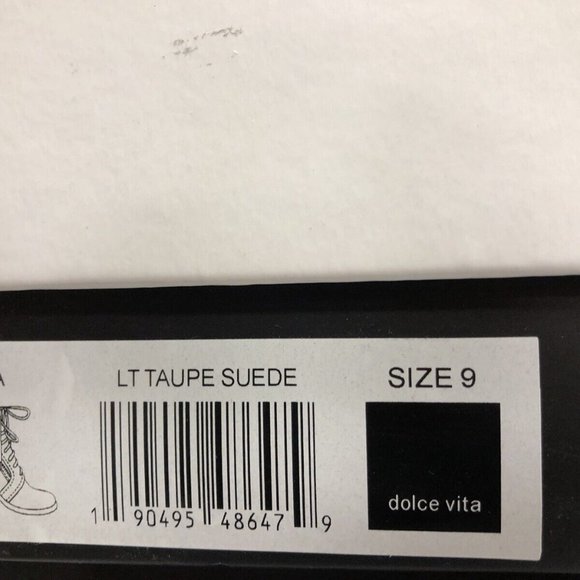 A
LT TAUPE SUEDE
SIZE 9
1 90495 48647 9
dolce vita